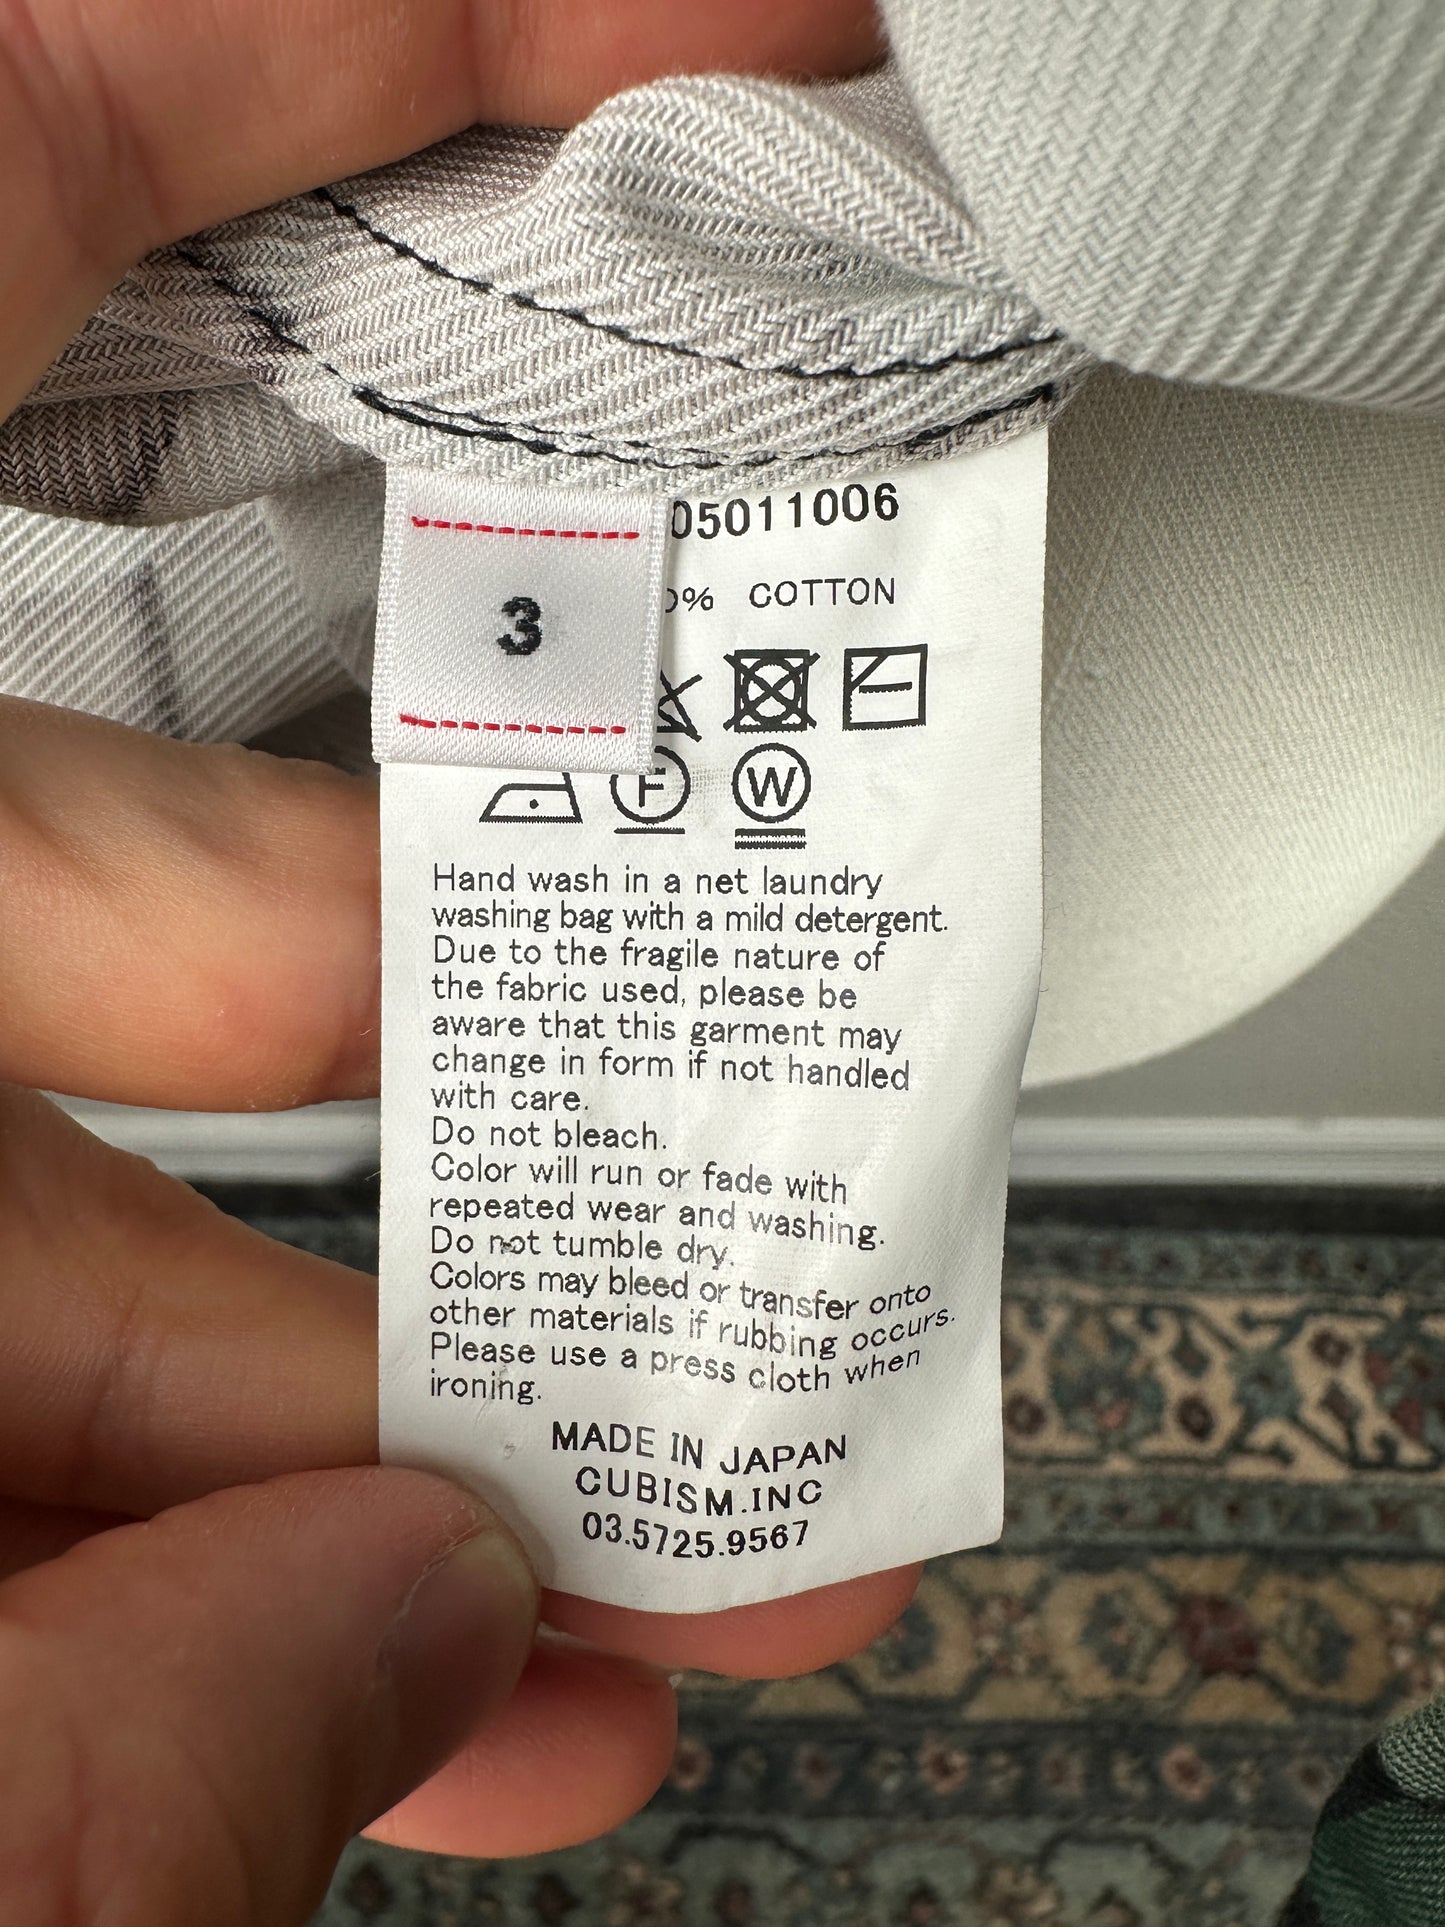 3
05011006
0% COTTON
F
W
Hand wash in a net laundry
washing bag with a mild detergent.
Due to the fragile nature of
the fabric used, please be
aware that this garment may
change in form if not handled
with care.
Do not bleach.
Color will run or fade with
repeated wear and washing.
Do not tumble dry.
Colors may bleed or transfer onto
other materials if rubbing occurs.
Please use a press cloth when
ironing.
MADE IN JAPAN
CUBISM.INC
03.5725.9567